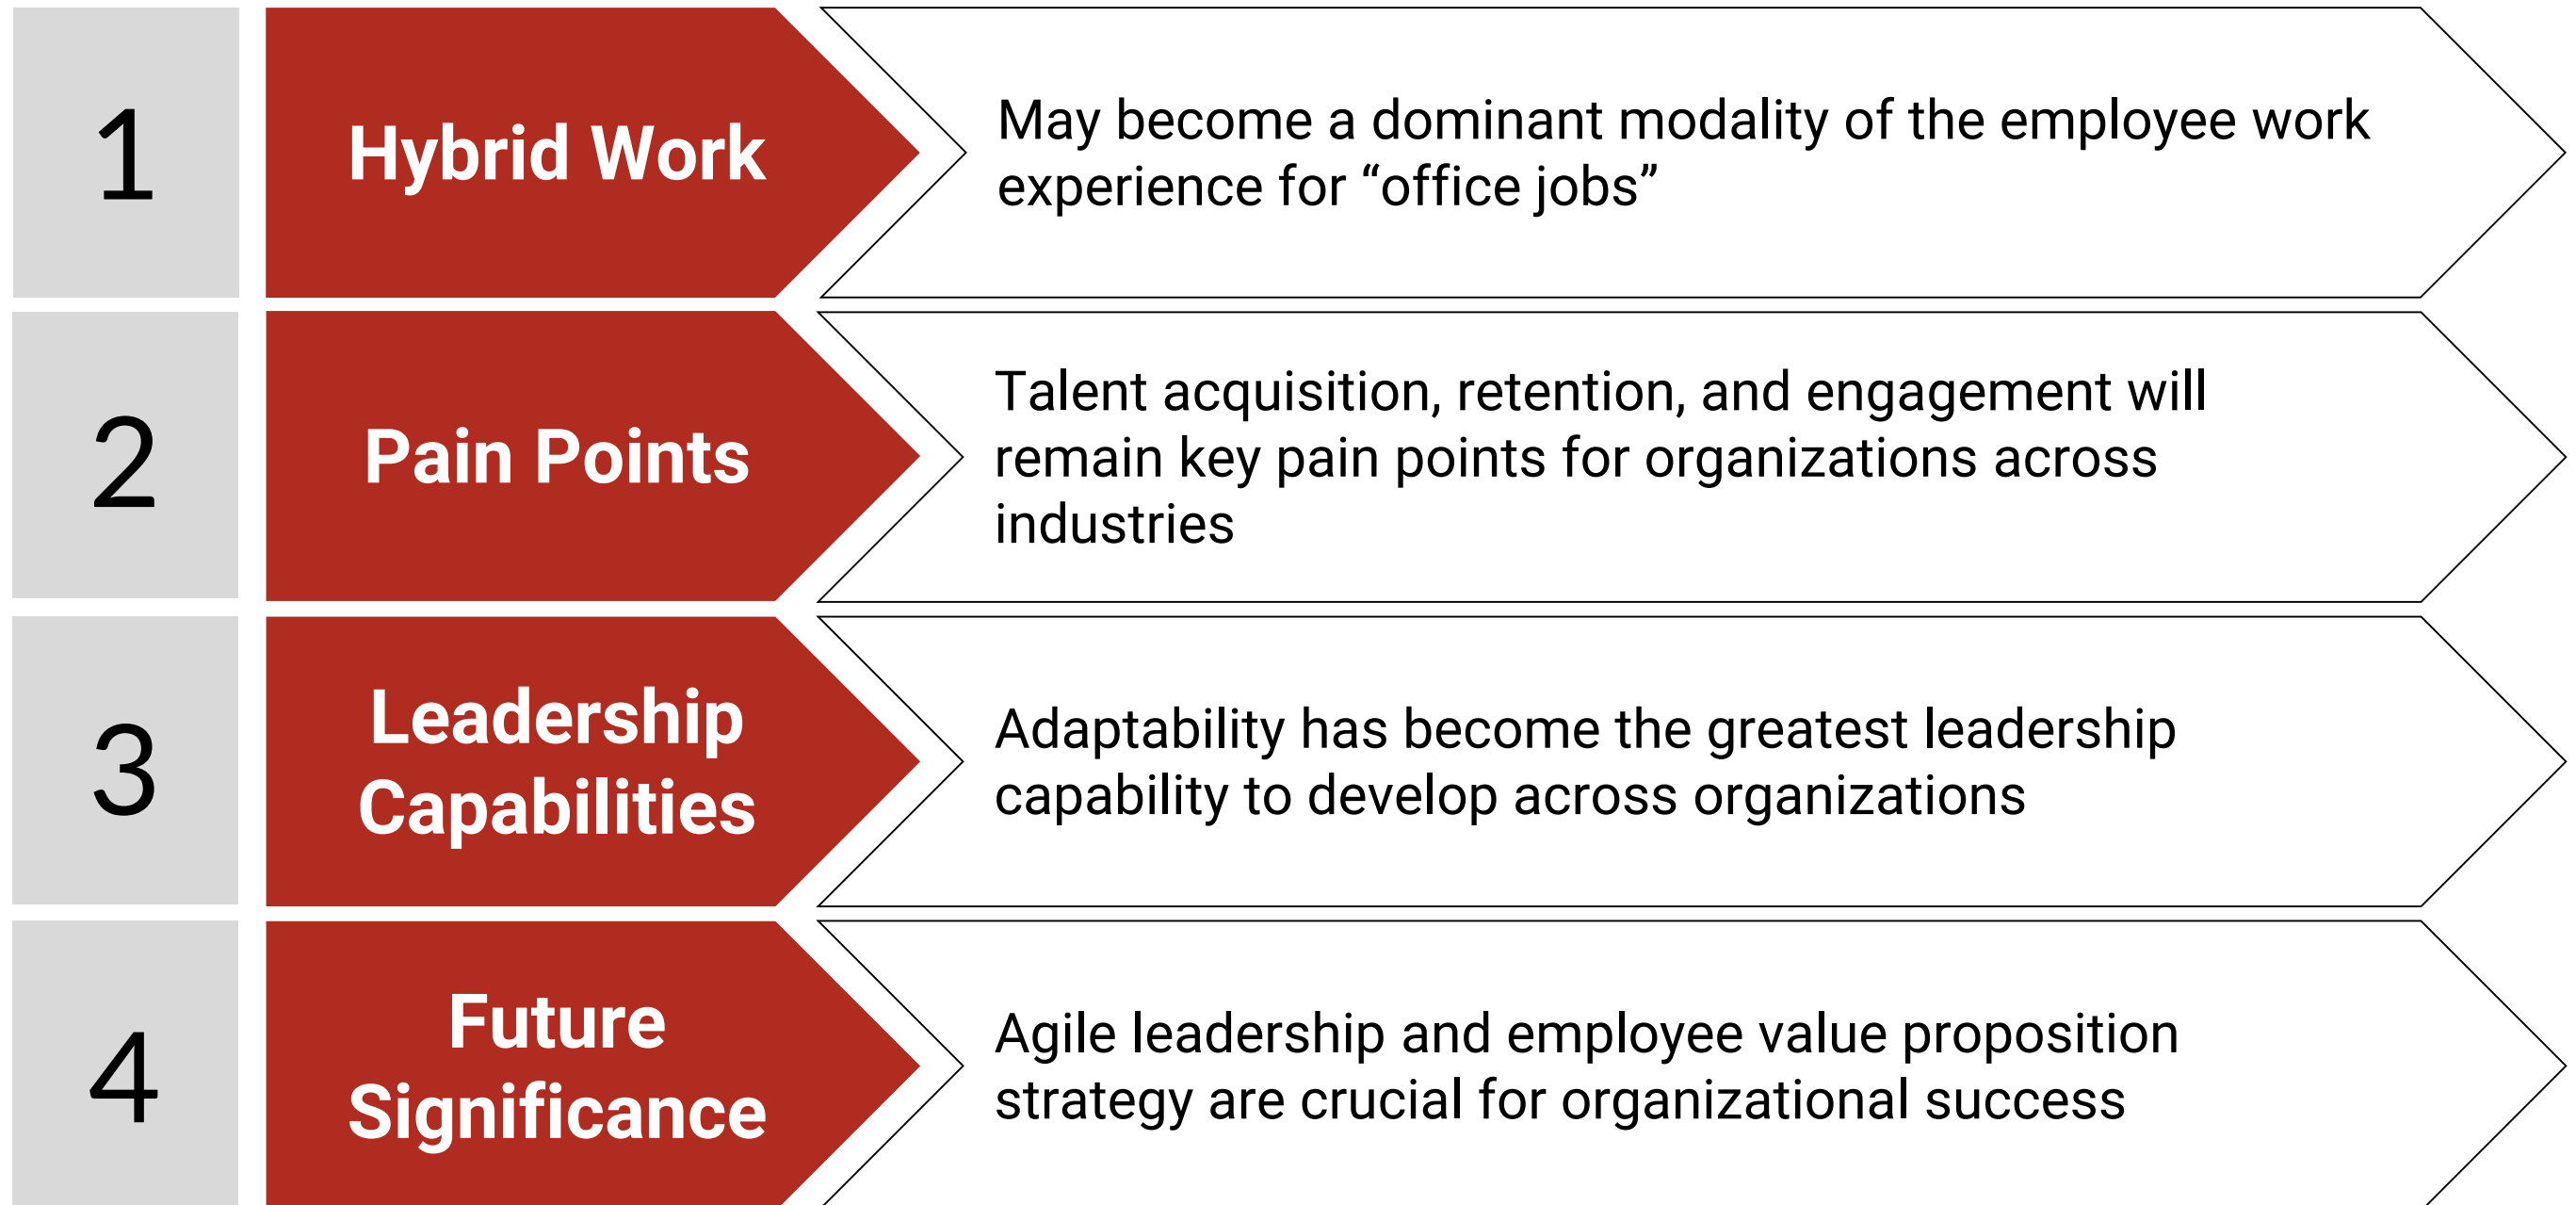 1
Hybrid Work
May become a dominant modality of the employee work
experience for “office jobs”
2
Pain Points
Talent acquisition, retention, and engagement will
remain key pain points for organizations across
industries
3
Leadership
Capabilities
Adaptability has become the greatest leadership
capability to develop across organizations
4
Future
Significance
Agile leadership and employee value proposition
strategy are crucial for organizational success